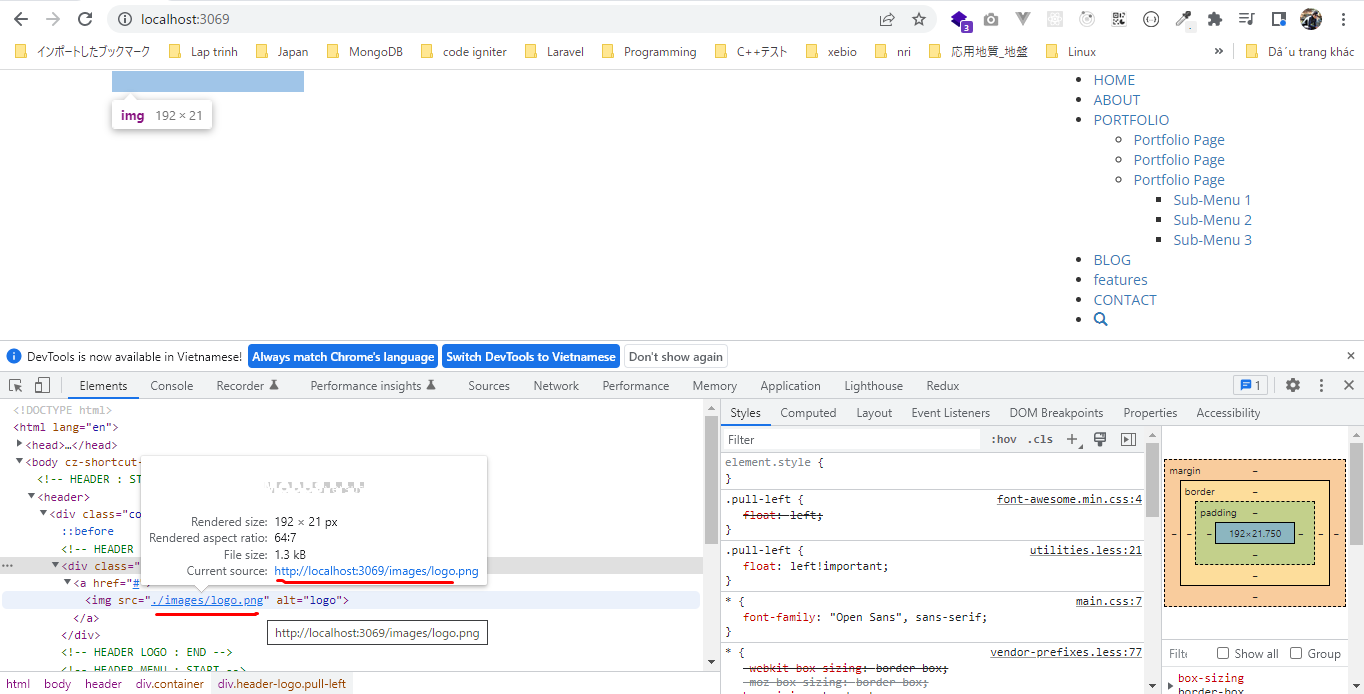 localhost:3069
3
インポートしたブックマーク Lap trinh Japan MongoDB code igniter Laravel Programming C++テスト xebio nri 応用地質_地盤 Linux » Dấu trang khác
HOME
img 192 × 21
ABOUT
PORTFOLIO
Portfolio Page
Portfolio Page
Portfolio Page
Sub-Menu 1
Sub-Menu 2
Sub-Menu 3
BLOG
features
CONTACT
DevTools is now available in Vietnamese! Always match Chrome's language Switch DevTools to Vietnamese Don't show again
Elements Console Recorder Performance insights Sources Network Performance Memory Application Lighthouse Redux 1
<!DOCTYPE html>
<html lang="en">
<head>…</head>
<body cz-shortcut-
<!-- HEADER : ST
<header>
<div class="co
::before
<!-- HEADER
<div class="
<a href="#"
<img src="./images/logo.png" alt="logo">
</a>
</div>
<!-- HEADER LOGO : END -->
<!-- HEADER MENU : START -->
Rendered size: 192 × 21 px
Rendered aspect ratio: 64:7
File size: 1.3 kB
Current source: http://localhost:3069/images/logo.png
http://localhost:3069/images/logo.png
html body header div.container div.header-logo.pull-left
Styles Computed Layout Event Listeners DOM Breakpoints Properties Accessibility
Filter :hov .cls
element.style {
}
.pull-left { font-awesome.min.css:4
float: left;
}
.pull-left { utilities.less:21
float: left!important;
}
* { main.css:7
font-family: "Open Sans", sans-serif;
}
* { vendor-prefixes.less:77
-webkit-box-sizing: border-box;
-moz-box-sizing: border-box;
margin –
border –
padding –
– – – 192×21.750 – – –
–
–
–
Show all Group
box-sizing
border-box